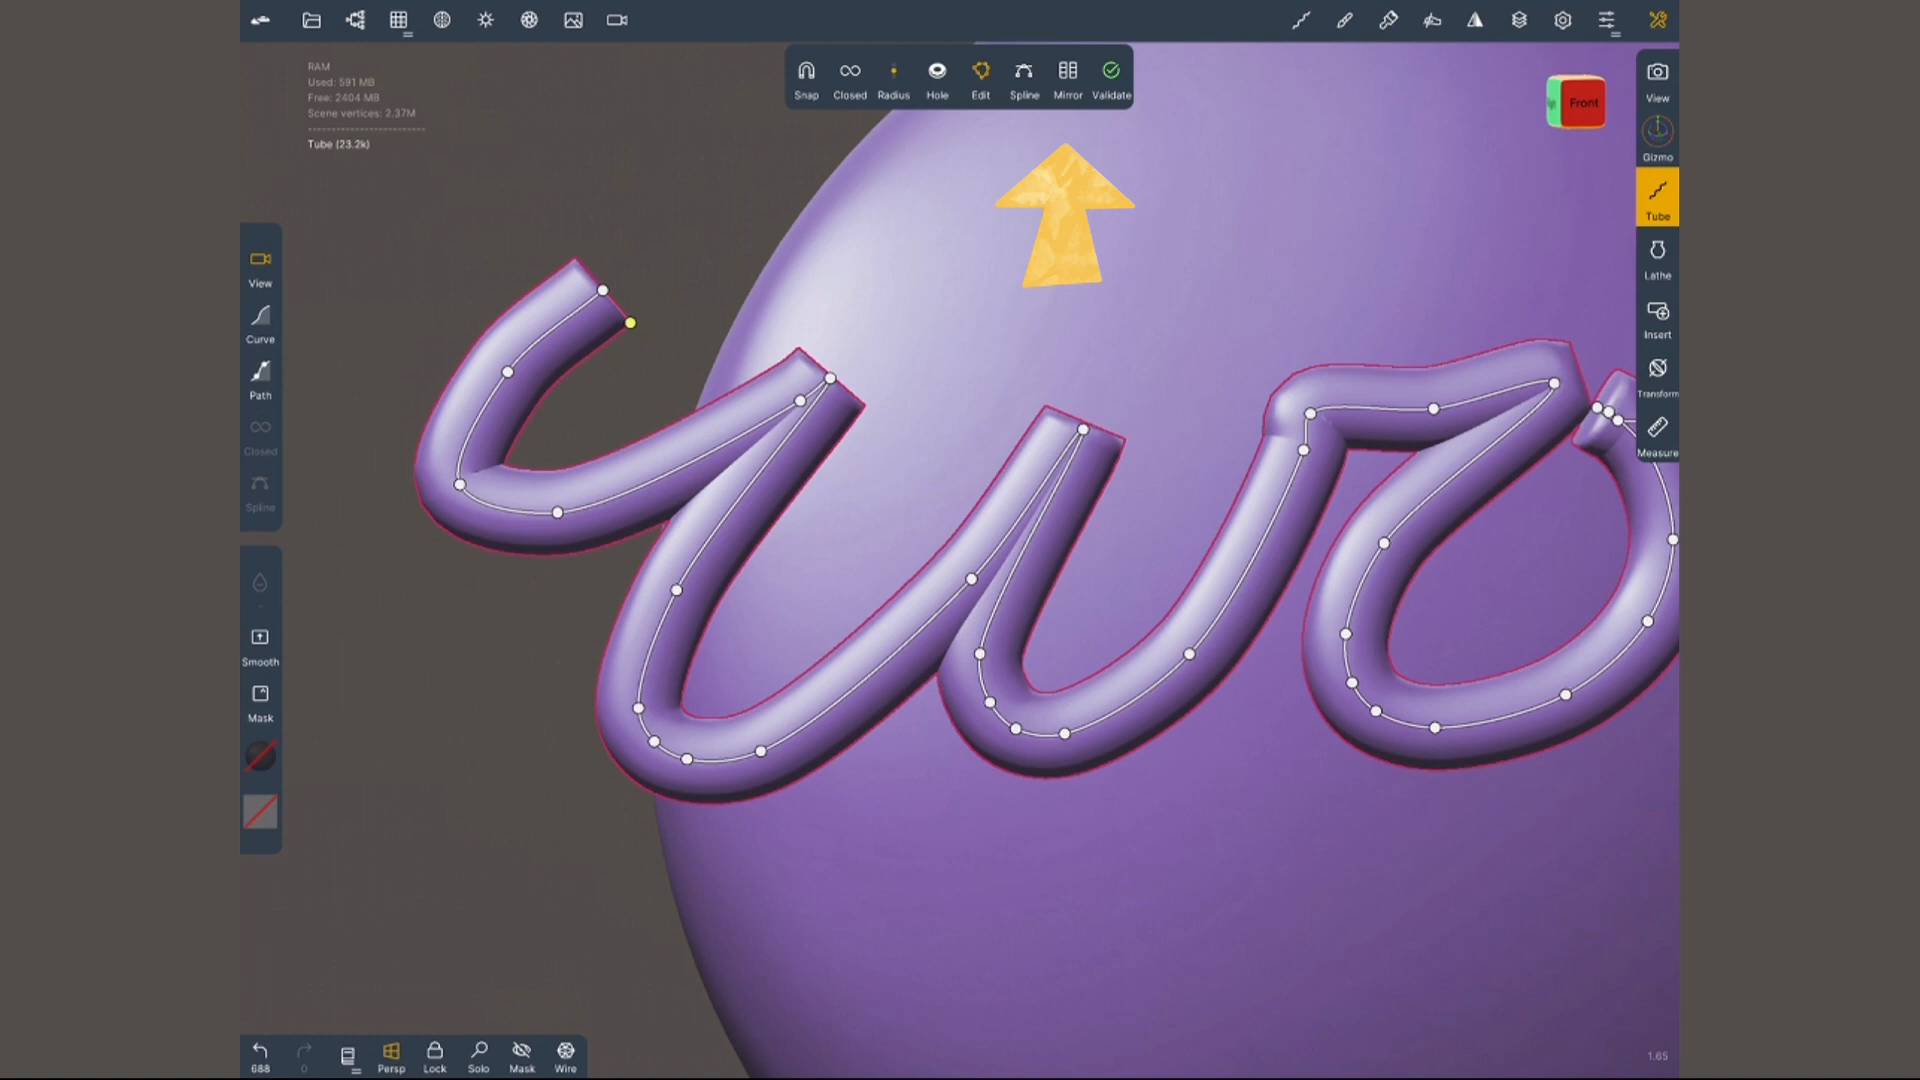 RAM
Used: 591 MB
Free: 2404 MB
Scene vertices: 2.37M
Tube (23.2k)
Snap Closed Radius Hole Edit Spline Mirror Validate
Front
View
Gizmo
Tube
Lathe
Insert
Transform
Measure
View
Curve
Path
Closed
Spline
Smooth
Mask
wo
688 0 Persp Lock Solo Mask Wire
1.65